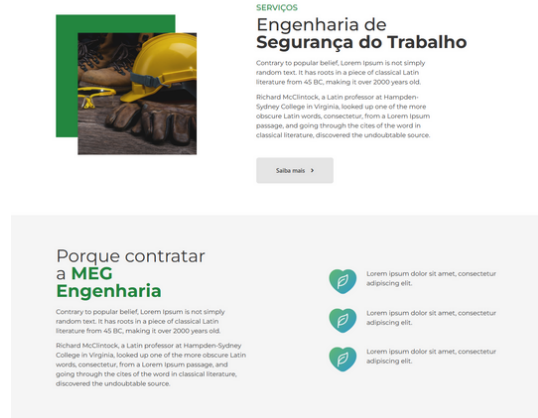 SERVIÇOS
Engenharia de
Segurança do Trabalho
Contrary to popular belief, Lorem Ipsum is not simply
random text. It has roots in a piece of classical Latin
literature from 45 BC, making it over 2000 years old.
Richard McClintock, a Latin professor at Hampden-
Sydney College in Virginia, looked up one of the more
obscure Latin words, consectetur, from a Lorem Ipsum
passage, and going through the cites of the word in
classical literature, discovered the undoubtable source.
Saiba mais
Porque contratar
a MEG
Engenharia
Contrary to popular belief, Lorem Ipsum is not simply
random text. It has roots in a piece of classical Latin
literature from 45 BC, making it over 2000 years old.
Richard McClintock, a Latin professor at Hampden-Sydney
College in Virginia, looked up one of the more obscure Latin
words, consectetur, from a Lorem Ipsum passage, and
going through the cites of the word in classical literature,
discovered the undoubtable source.
Lorem ipsum dolor sit amet, consectetur
adipiscing elit.
Lorem ipsum dolor sit amet, consectetur
adipiscing elit.
Lorem ipsum dolor sit amet, consectetur
adipiscing elit.